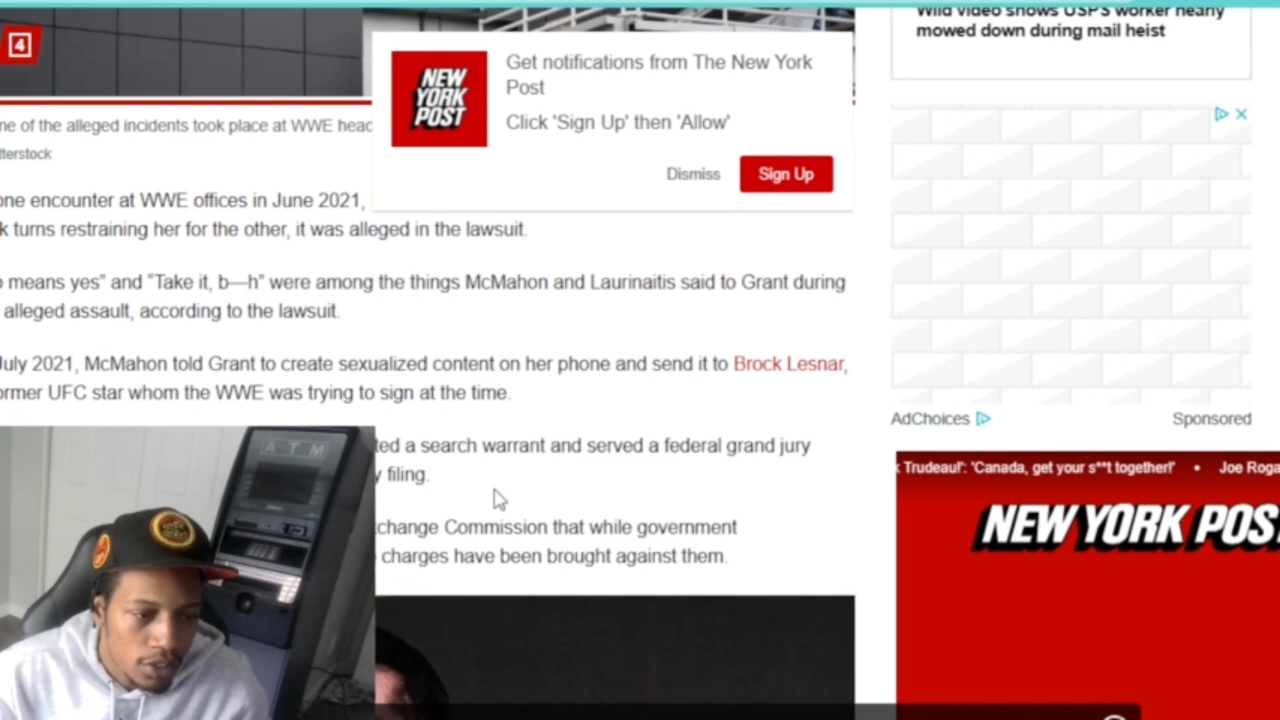 4
Wild video shows USPS worker nearly
mowed down during mail heist
Get notifications from The New York
Post
Click 'Sign Up' then 'Allow'
Dismiss
Sign Up
NEW
YORK
POST
ne of the alleged incidents took place at WWE head
tterstock
one encounter at WWE offices in June 2021,
k turns restraining her for the other, it was alleged in the lawsuit.
o means yes” and “Take it, b—h” were among the things McMahon and Laurinaitis said to Grant during
alleged assault, according to the lawsuit.
July 2021, McMahon told Grant to create sexualized content on her phone and send it to Brock Lesnar,
ormer UFC star whom the WWE was trying to sign at the time.
ted a search warrant and served a federal grand jury
y filing.
change Commission that while government
charges have been brought against them.
AdChoices
Sponsored
k Trudeau!': 'Canada, get your s**t together!' • Joe Roga
NEW YORK POS
ATM